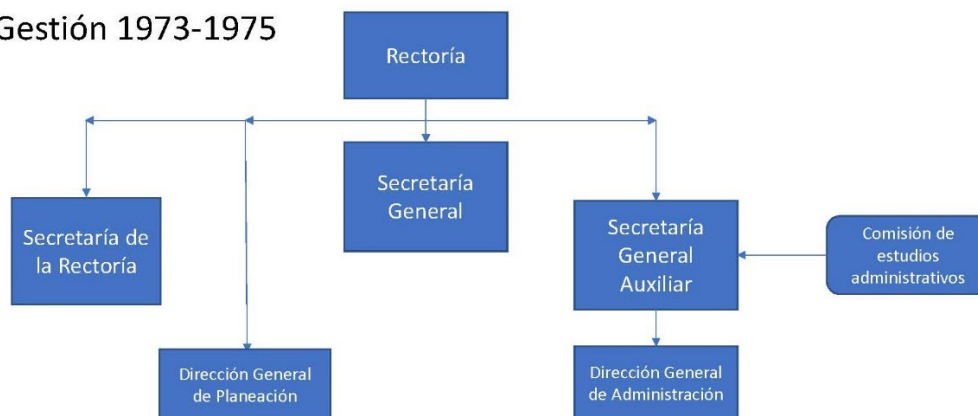 Gestión 1973-1975
Rectoría
Secretaría
General
Secretaría de
la Rectoría
Secretaría
General
Auxiliar
Comisión de
estudios
administrativos
Dirección General
de Planeación
Dirección General
de Administración